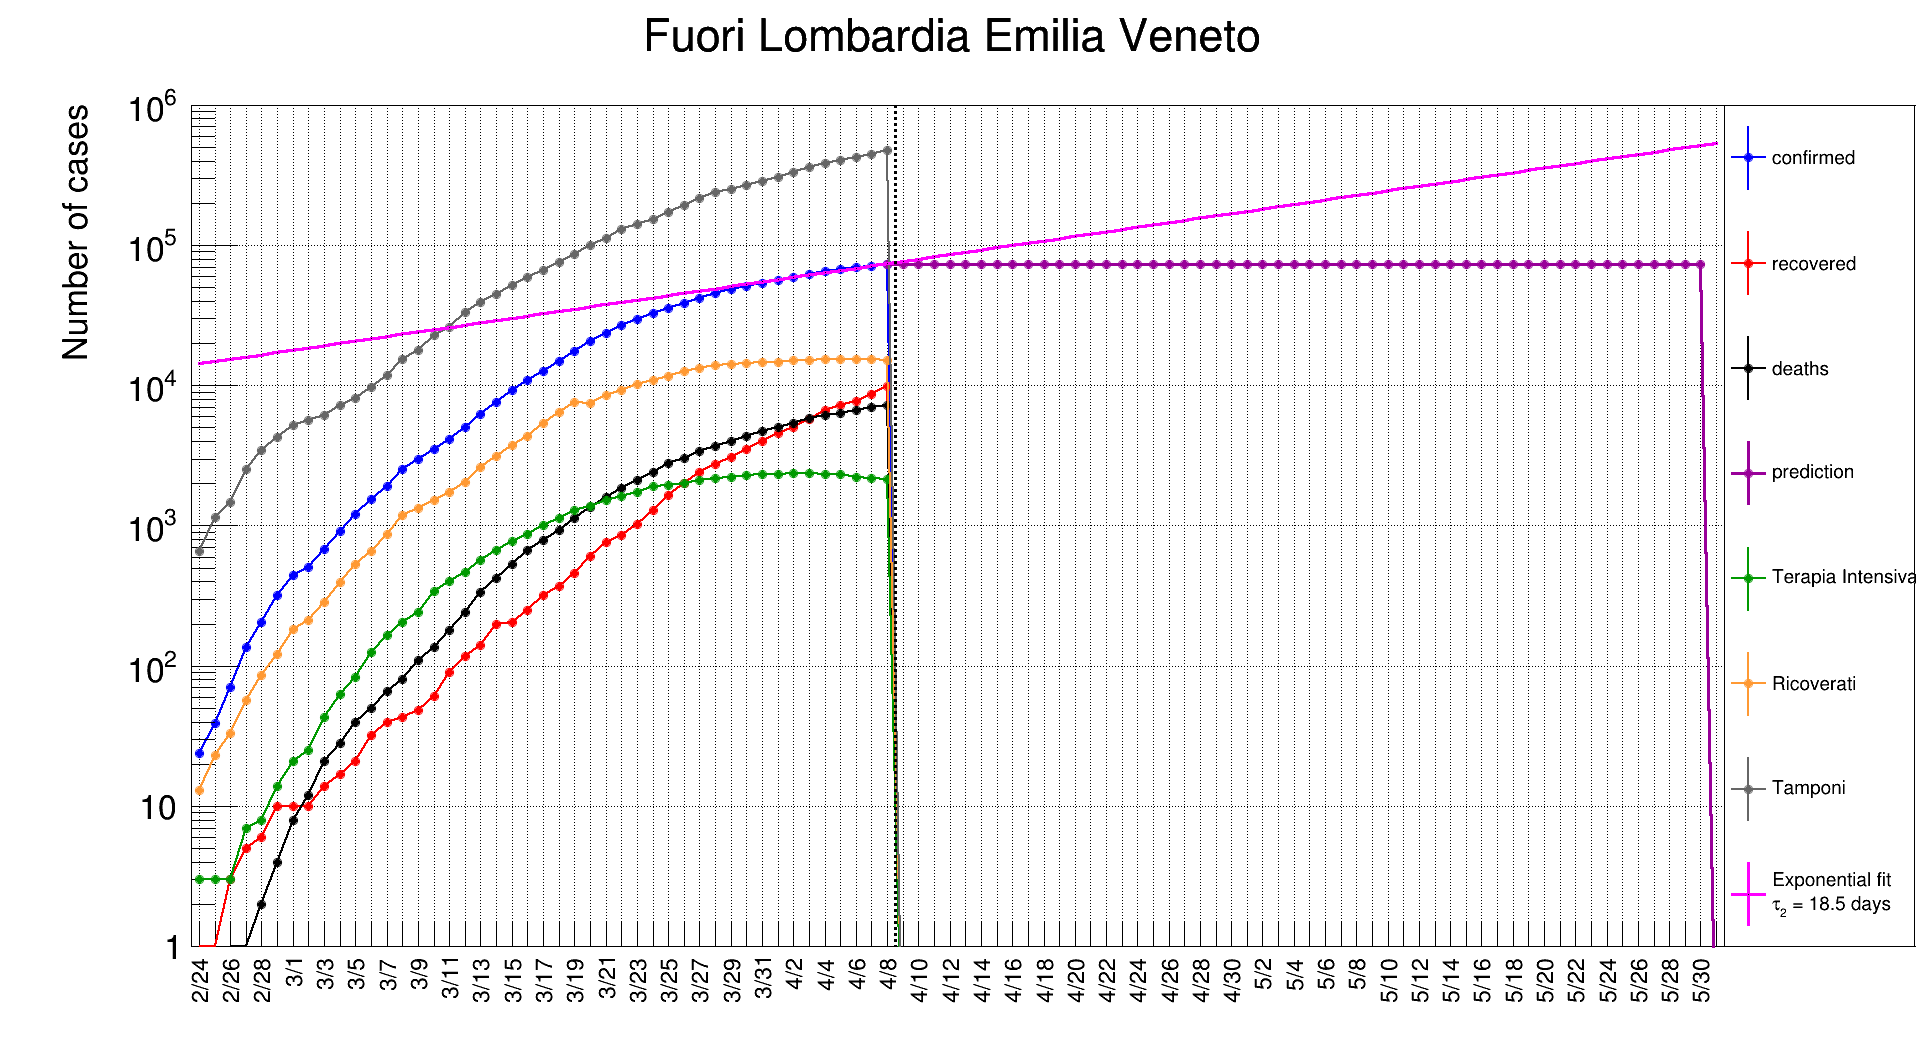 Fuori Lombardia Emilia Veneto
Number of cases
10^6
10^5
10^4
10^3
10^2
10
1
2/24 2/26 2/28 3/1 3/3 3/5 3/7 3/9 3/11 3/13 3/15 3/17 3/19 3/21 3/23 3/25 3/27 3/29 3/31 4/2 4/4 4/6 4/8 4/10 4/12 4/14 4/16 4/18 4/20 4/22 4/24 4/26 4/28 4/30 5/2 5/4 5/6 5/8 5/10 5/12 5/14 5/16 5/18 5/20 5/22 5/24 5/26 5/28 5/30
confirmed
recovered
deaths
prediction
Terapia Intensiva
Ricoverati
Tamponi
Exponential fit
τ₂ = 18.5 days